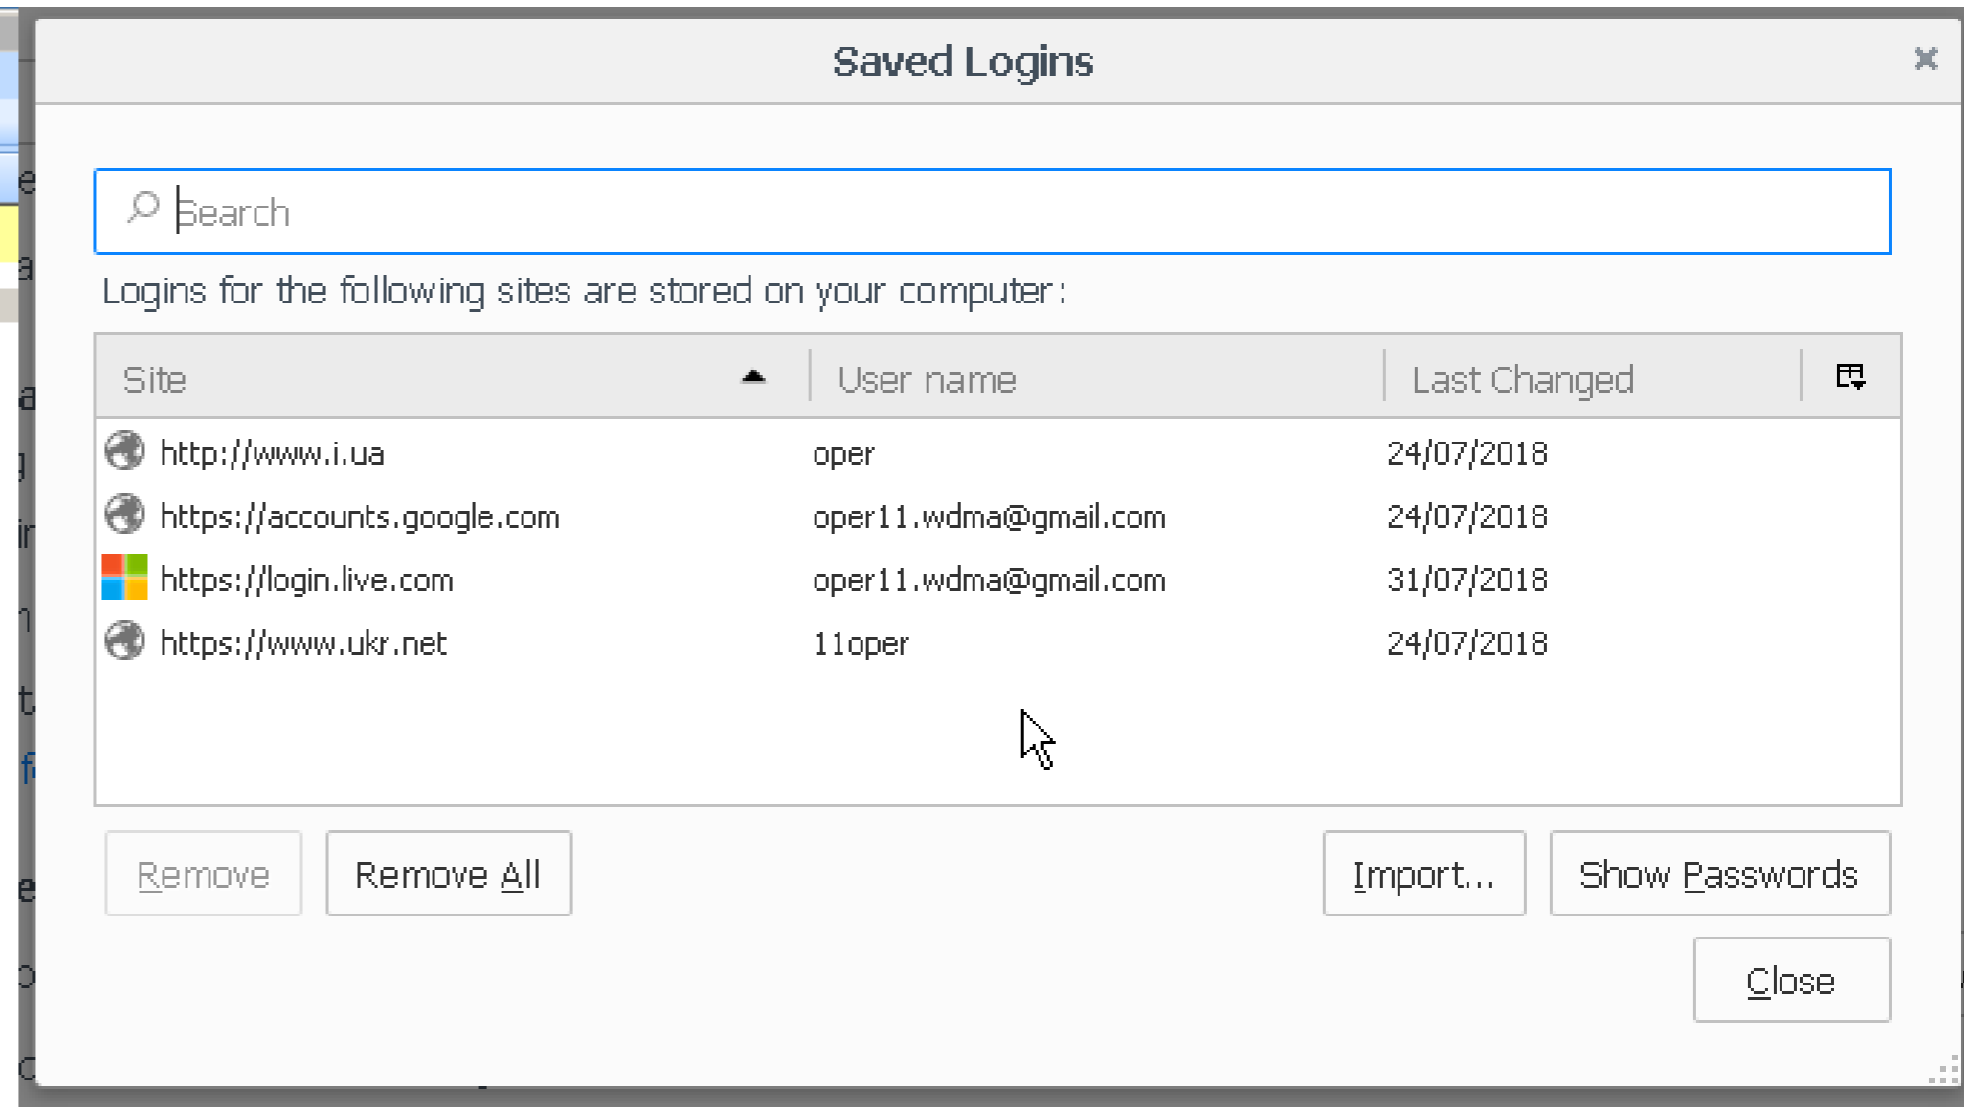 Saved Logins
Search
Logins for the following sites are stored on your computer:
Site User name Last Changed
http://www.i.ua oper 24/07/2018
https://accounts.google.com oper11.wdma@gmail.com 24/07/2018
https://login.live.com oper11.wdma@gmail.com 31/07/2018
https://www.ukr.net 11oper 24/07/2018
Remove Remove All Import... Show Passwords
Close